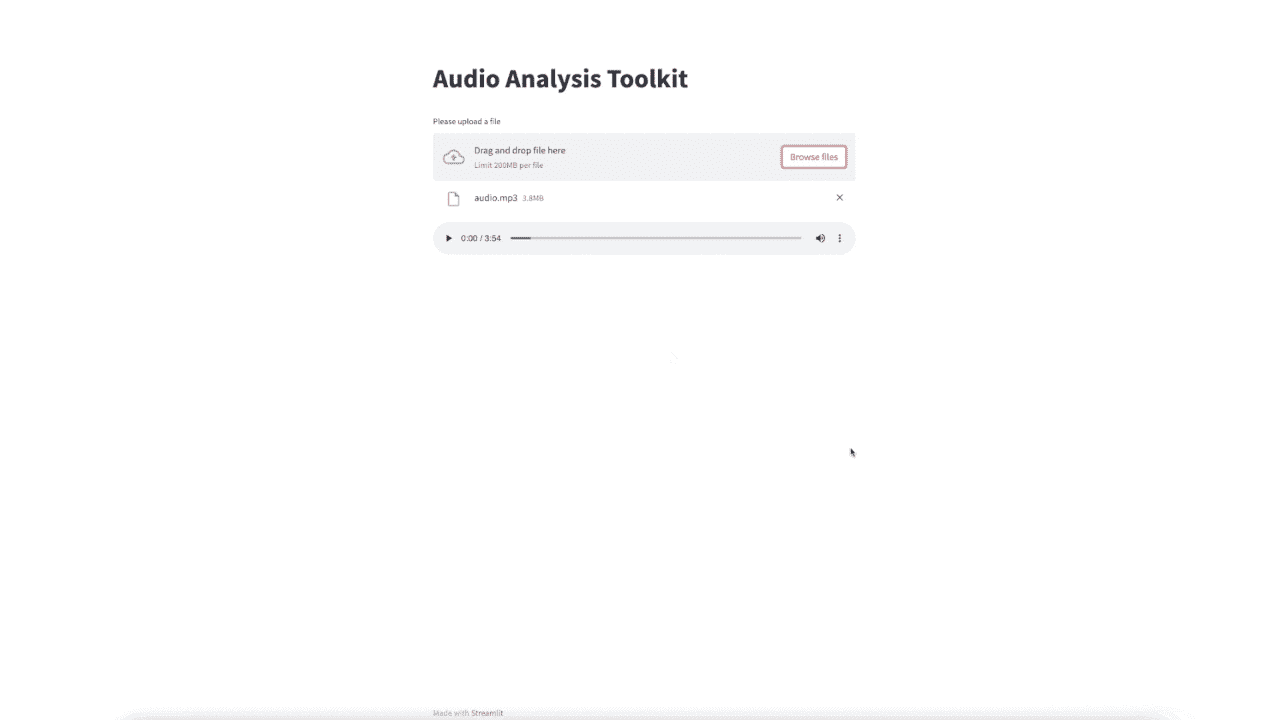 Audio Analysis Toolkit
Please upload a file
Drag and drop file here
Limit 200MB per file
Browse files
audio.mp3 3.8MB
0:00 / 3:54
Made with Streamlit